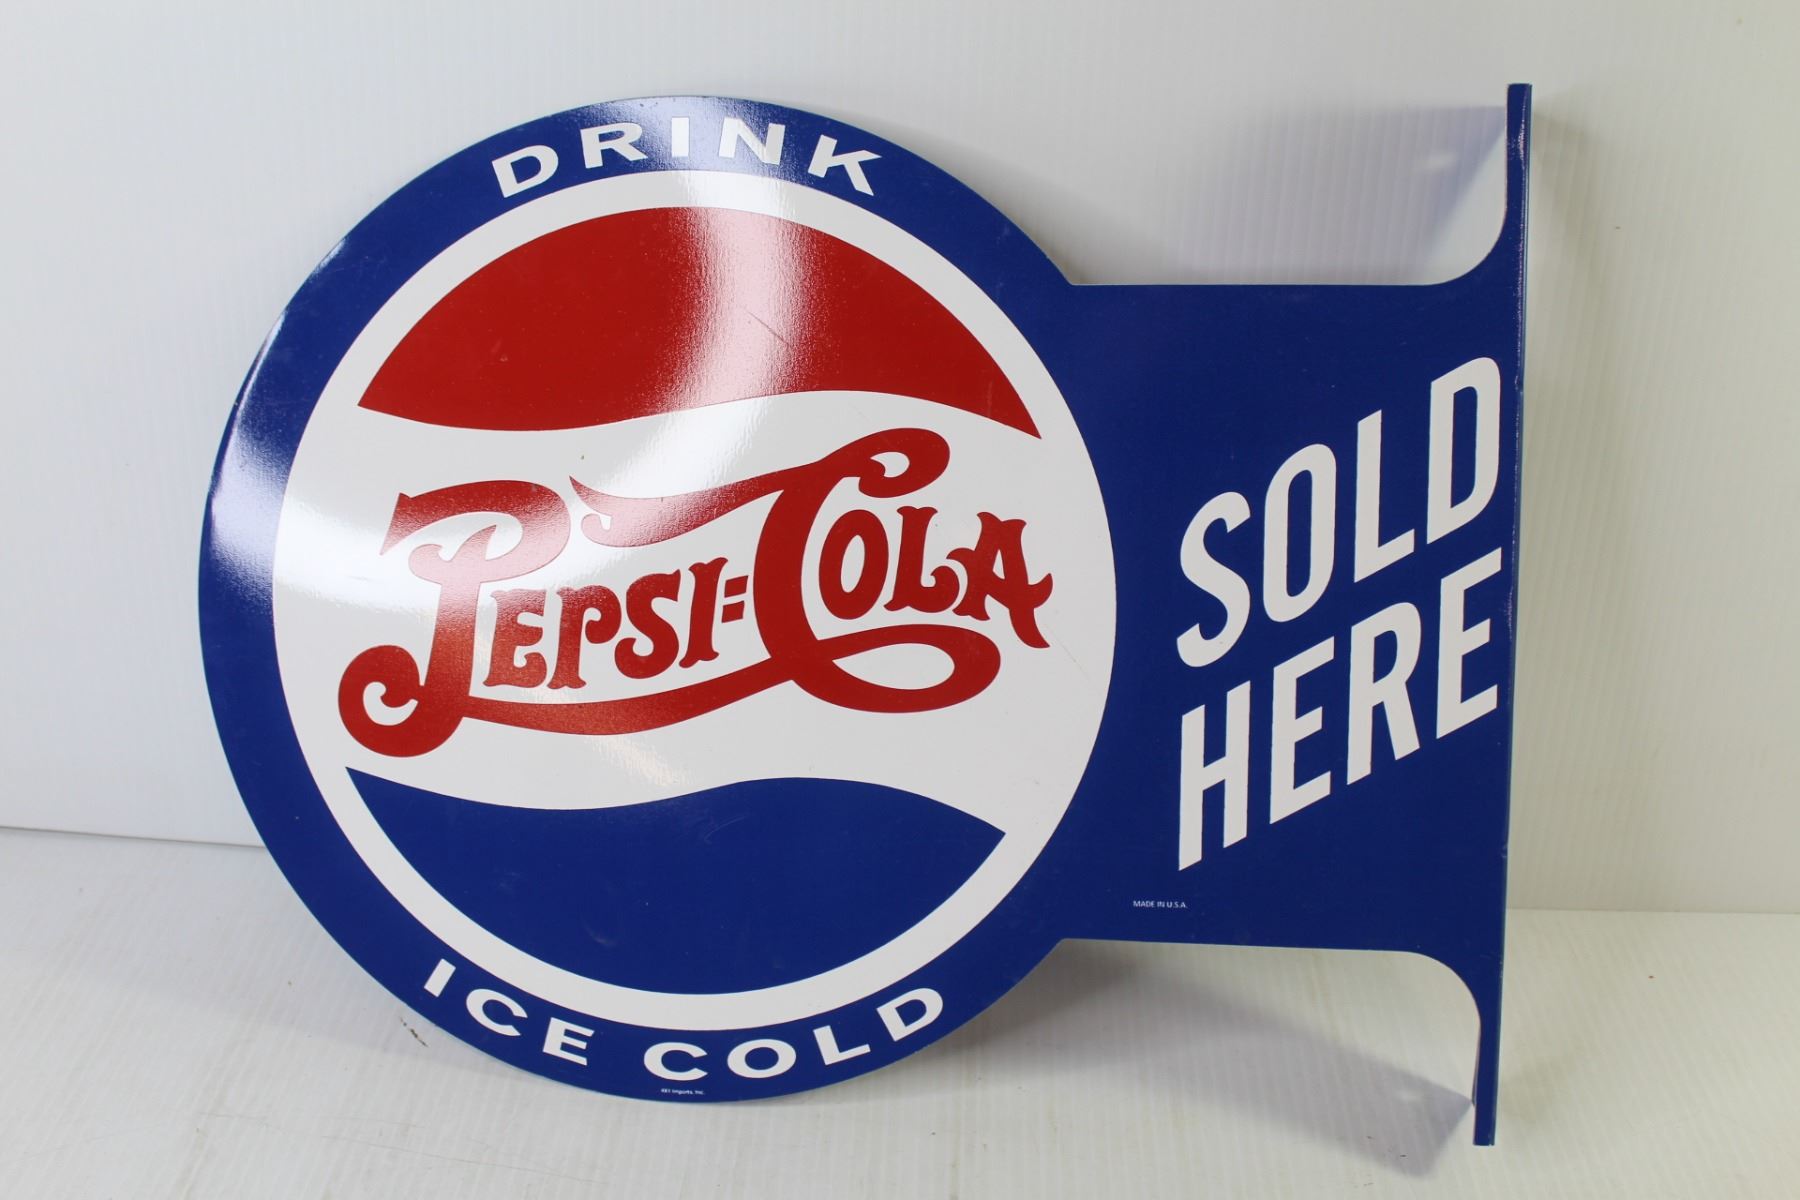 DRINK
PEPSI=COLA
ICE COLD
SOLD
HERE
MADE IN U.S.A.